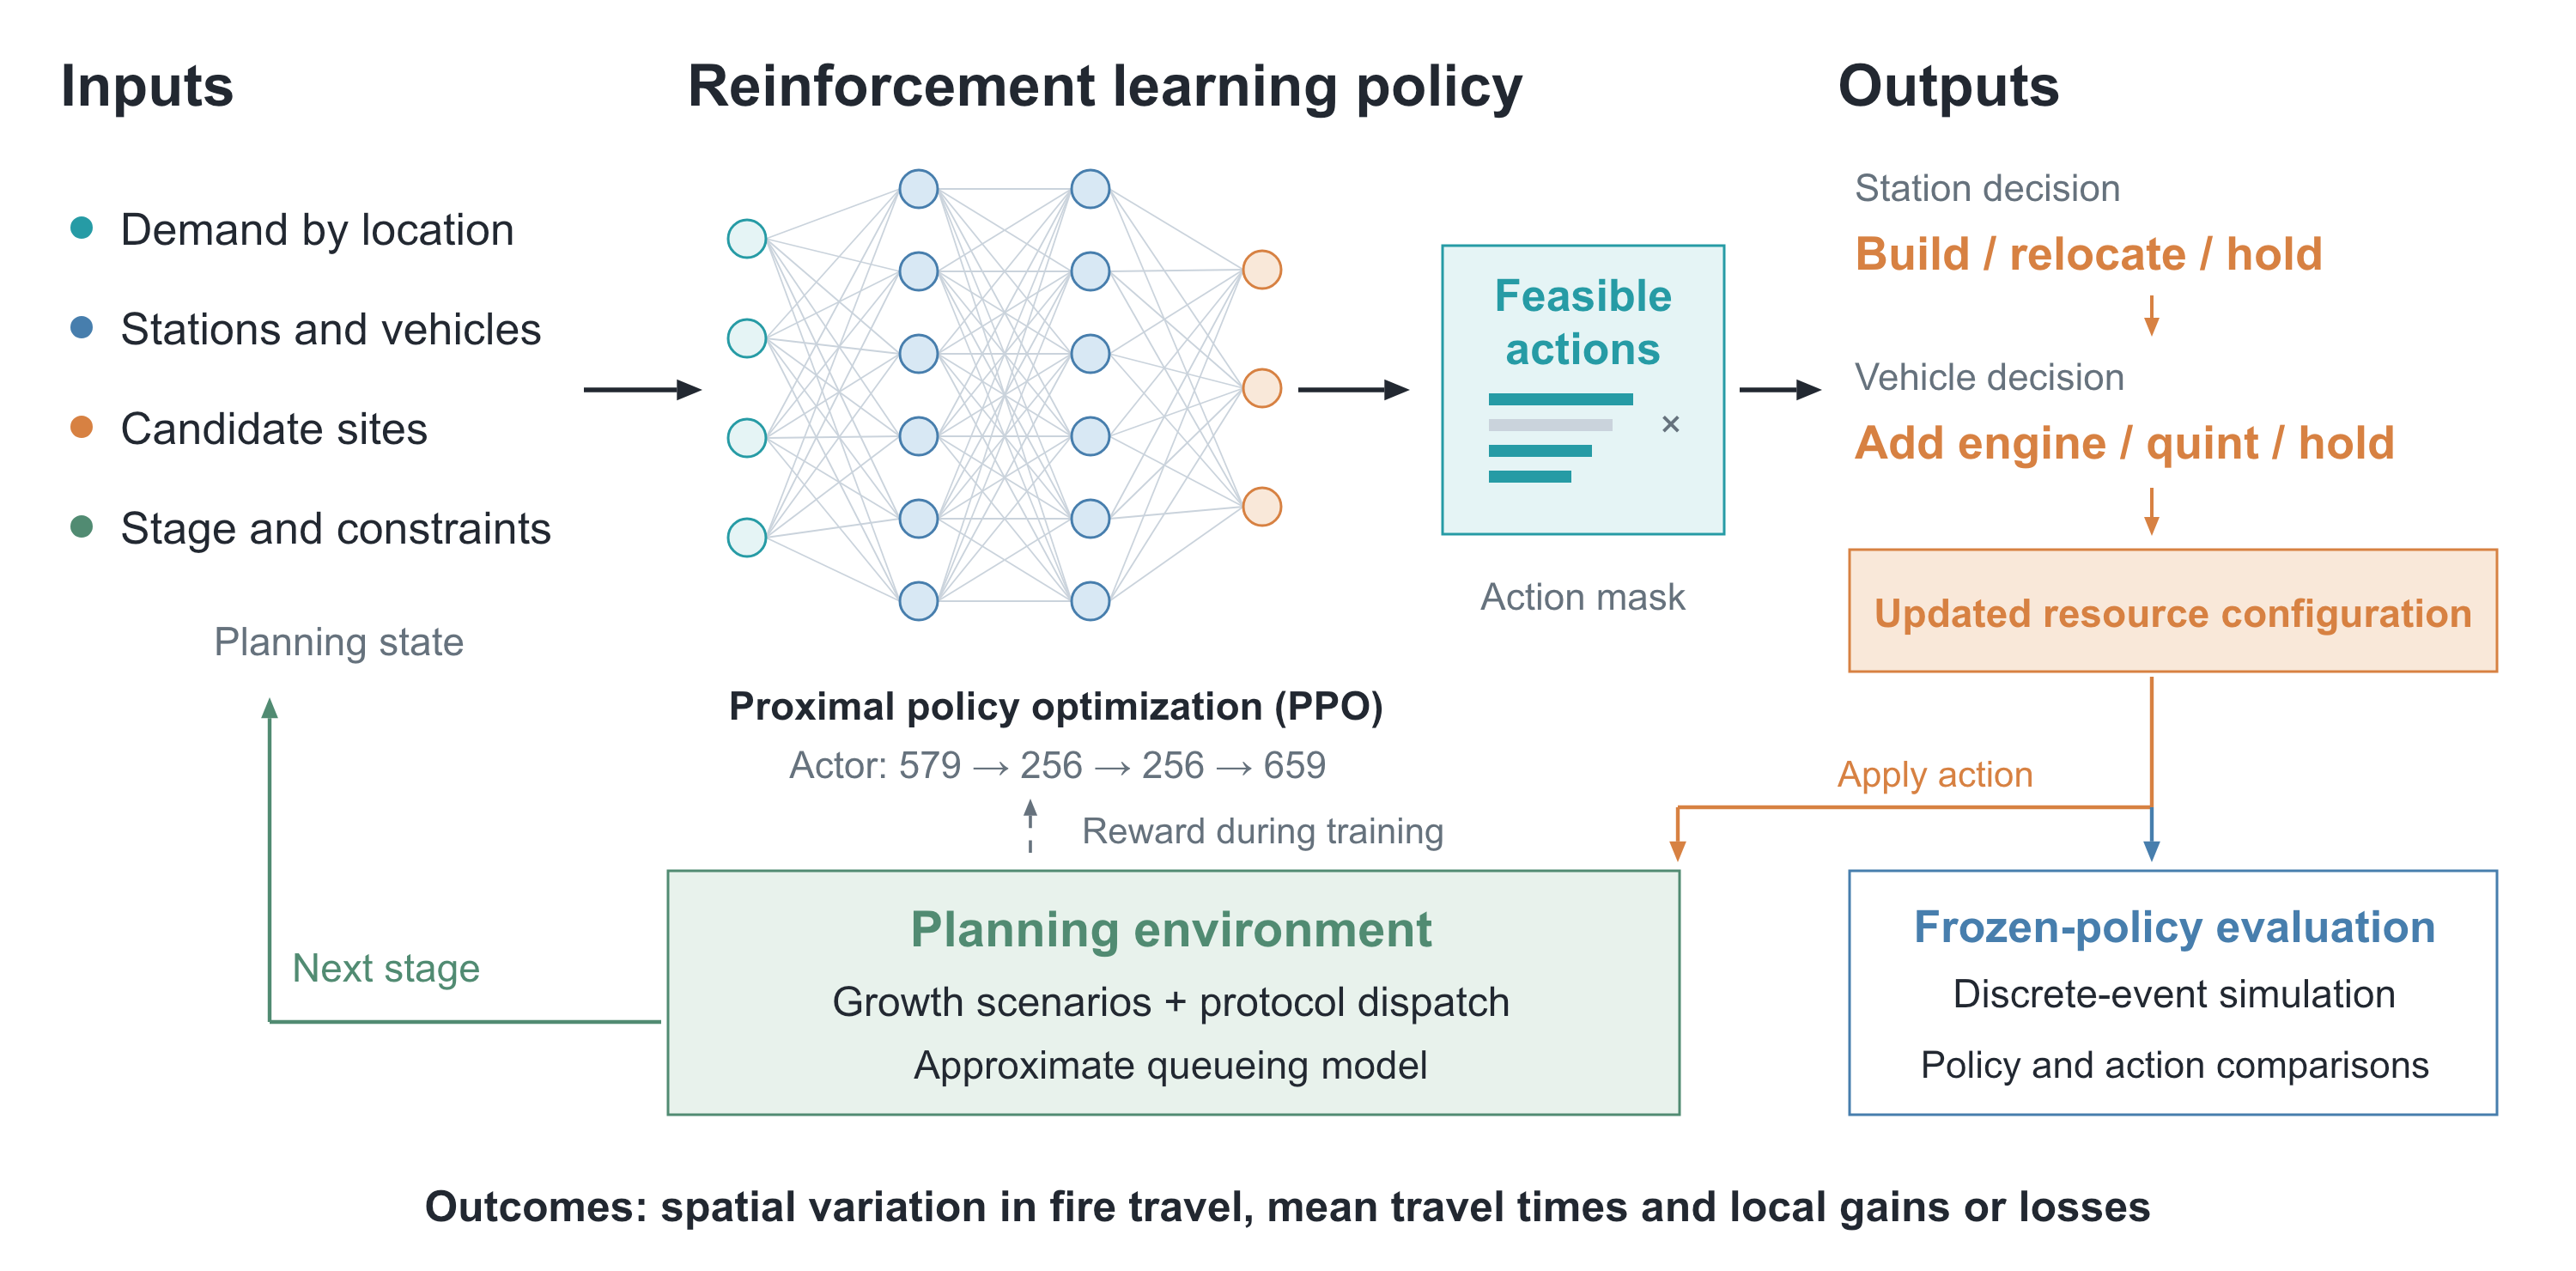 Inputs
Demand by location
Stations and vehicles
Candidate sites
Stage and constraints
Planning state
Reinforcement learning policy
Feasible
actions
×
Action mask
Proximal policy optimization (PPO)
Actor: 579 → 256 → 256 → 659
Reward during training
Outputs
Station decision
Build / relocate / hold
Vehicle decision
Add engine / quint / hold
Updated resource configuration
Apply action
Next stage
Planning environment
Growth scenarios + protocol dispatch
Approximate queueing model
Frozen-policy evaluation
Discrete-event simulation
Policy and action comparisons
Outcomes: spatial variation in fire travel, mean travel times and local gains or losses